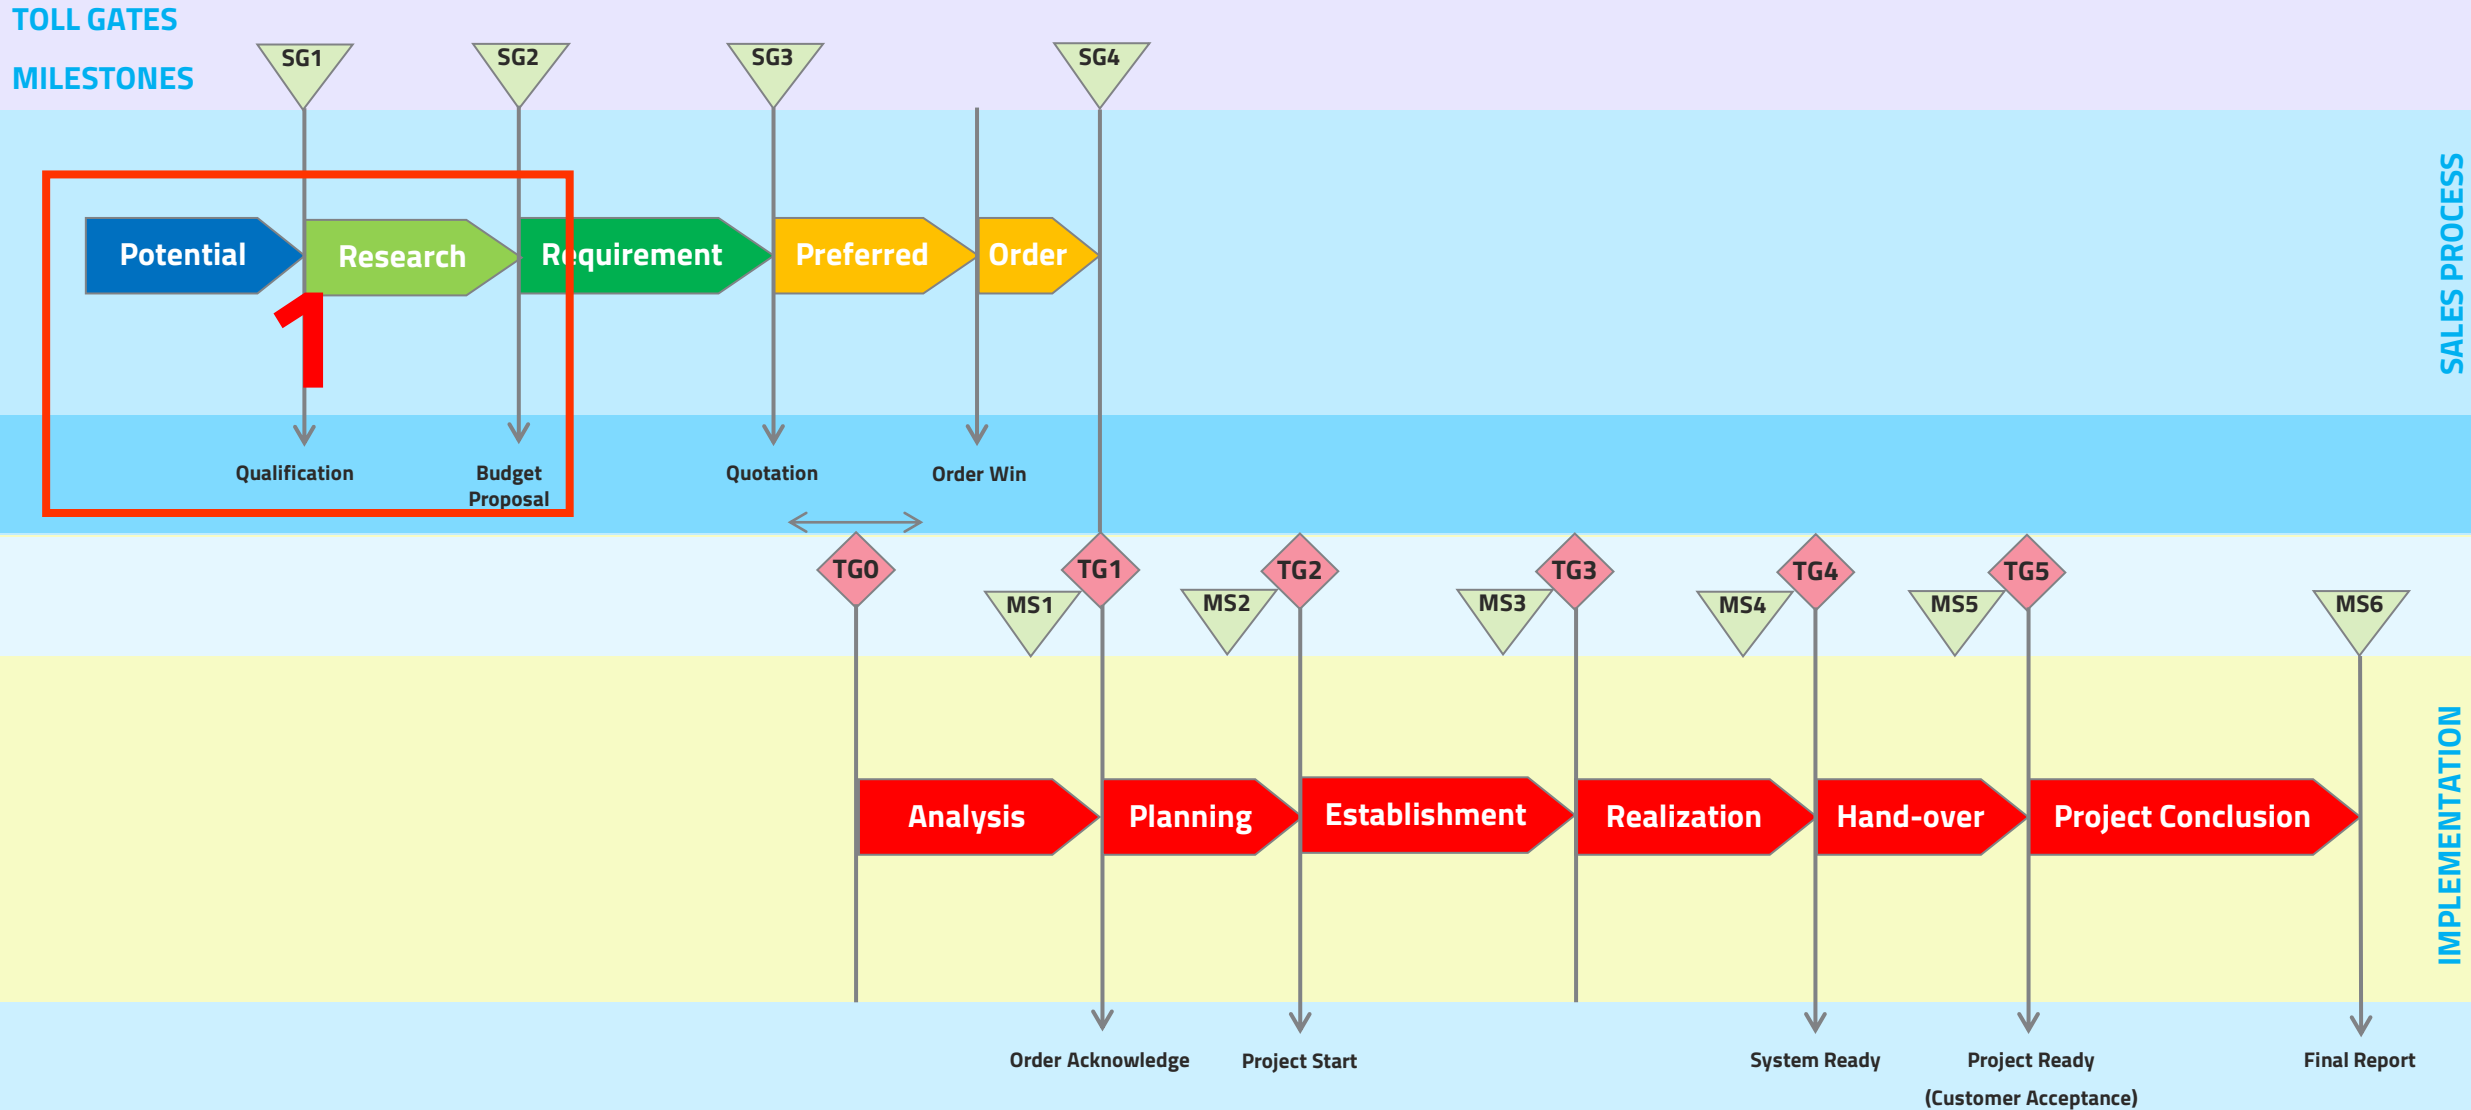 TOLL GATES
MILESTONES
SG1
SG2
SG3
SG4
SALES PROCESS
Potential
Research
Requirement
Preferred
Order
1
Qualification
Budget
Proposal
Quotation
Order Win
TG0
TG1
TG2
TG3
TG4
TG5
MS1
MS2
MS3
MS4
MS5
MS6
IMPLEMENTATION
Analysis
Planning
Establishment
Realization
Hand-over
Project Conclusion
Order Acknowledge
Project Start
System Ready
Project Ready
(Customer Acceptance)
Final Report